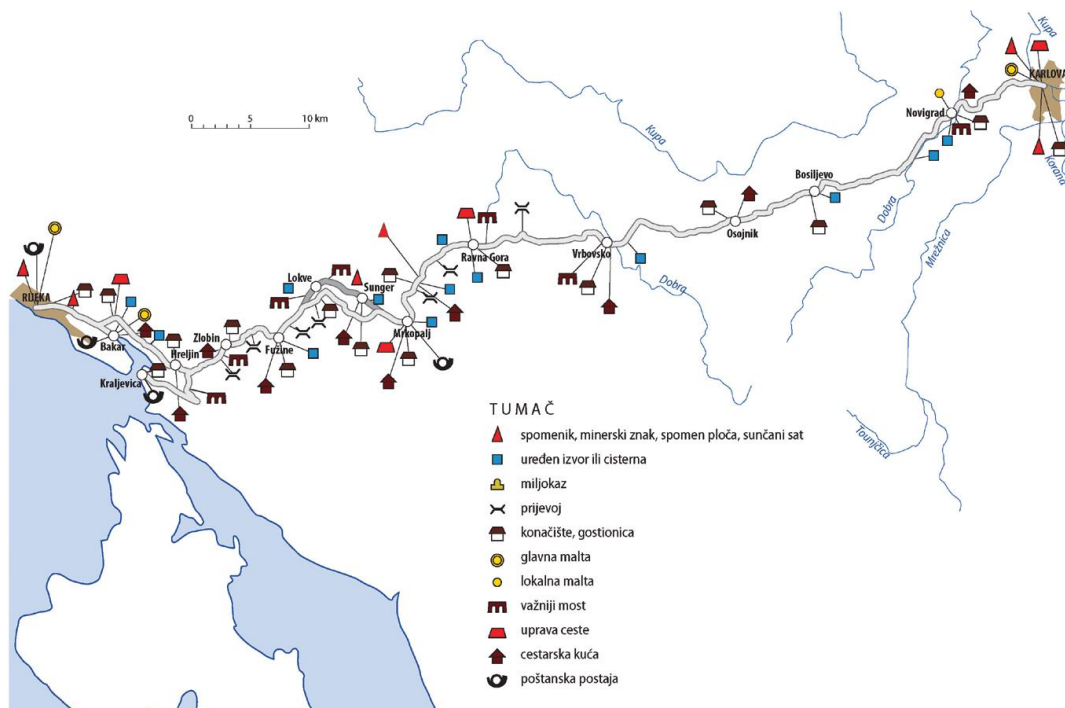 Kupa
KARLOVA
0
5
10 km
Novigrad
Kupa
Korana
Bosiljevo
Dobra
Osojnik
Mrežnica
Ravna Gora
Vrbovsko
Dobra
Lokve
Sunger
RIJEKA
Mrkopalj
Zlobin
Fužine
Bakar
Hreljin
Kraljevica
Tounjčica
TUMAČ
spomenik, minerski znak, spomen ploča, sunčani sat
uređen izvor ili cisterna
miljokaz
prijevoj
konačište, gostionica
glavna malta
lokalna malta
važniji most
uprava ceste
cestarska kuća
poštanska postaja